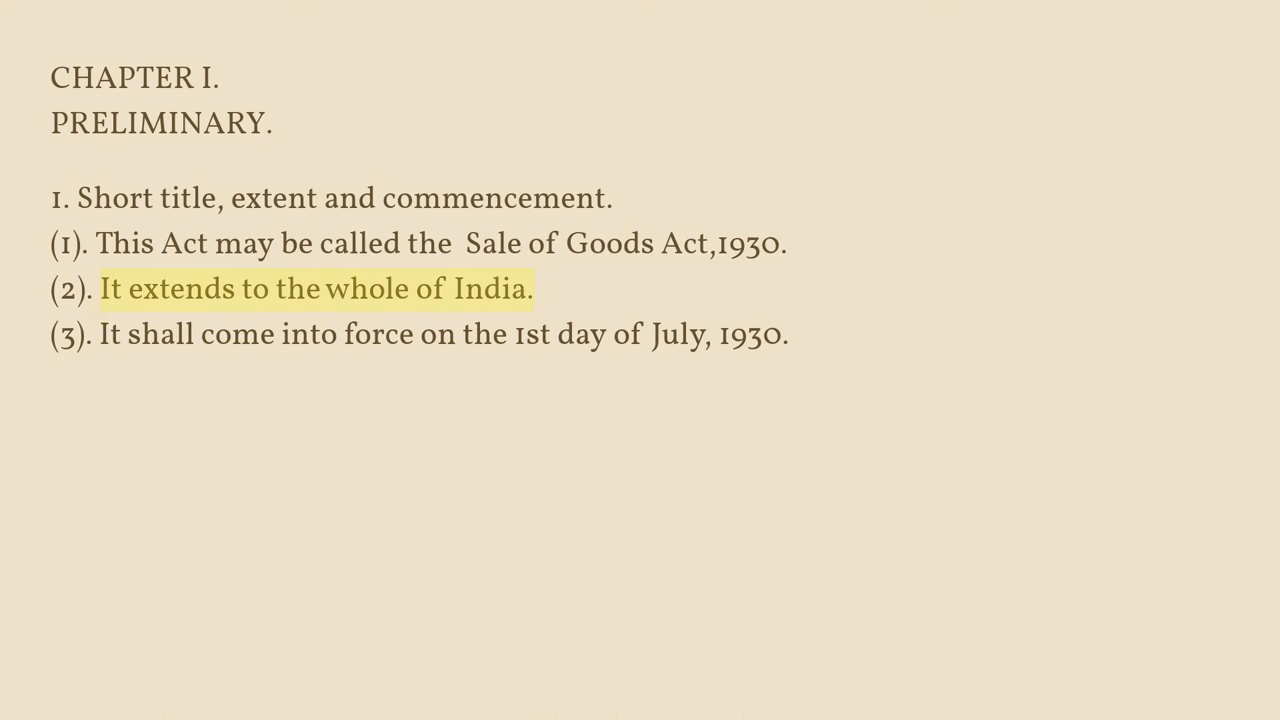 CHAPTER I.
PRELIMINARY.
1. Short title, extent and commencement.
(1). This Act may be called the Sale of Goods Act,1930.
(2). It extends to the whole of India.
(3). It shall come into force on the 1st day of July, 1930.